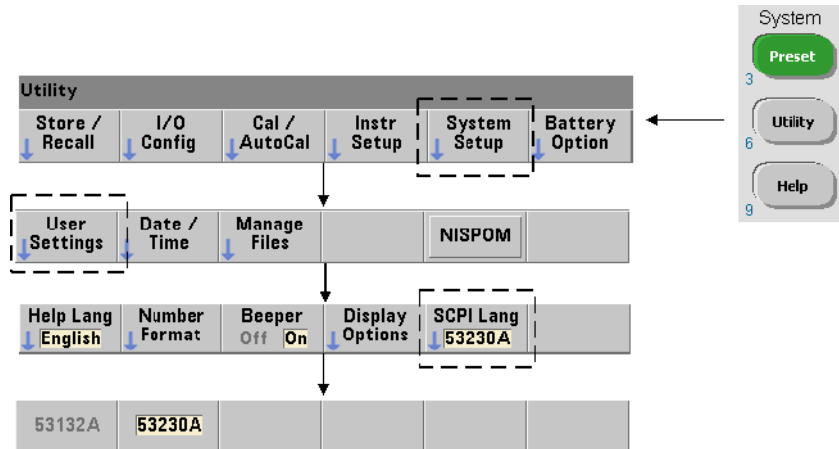 System
Preset
3
Utility
6
Help
9
Utility
Store / Recall
I/O Config
Cal / AutoCal
Instr Setup
System Setup
Battery Option
User Settings
Date / Time
Manage Files
NISPOM
Help Lang English
Number Format
Beeper Off On
Display Options
SCPI Lang 53230A
53132A
53230A